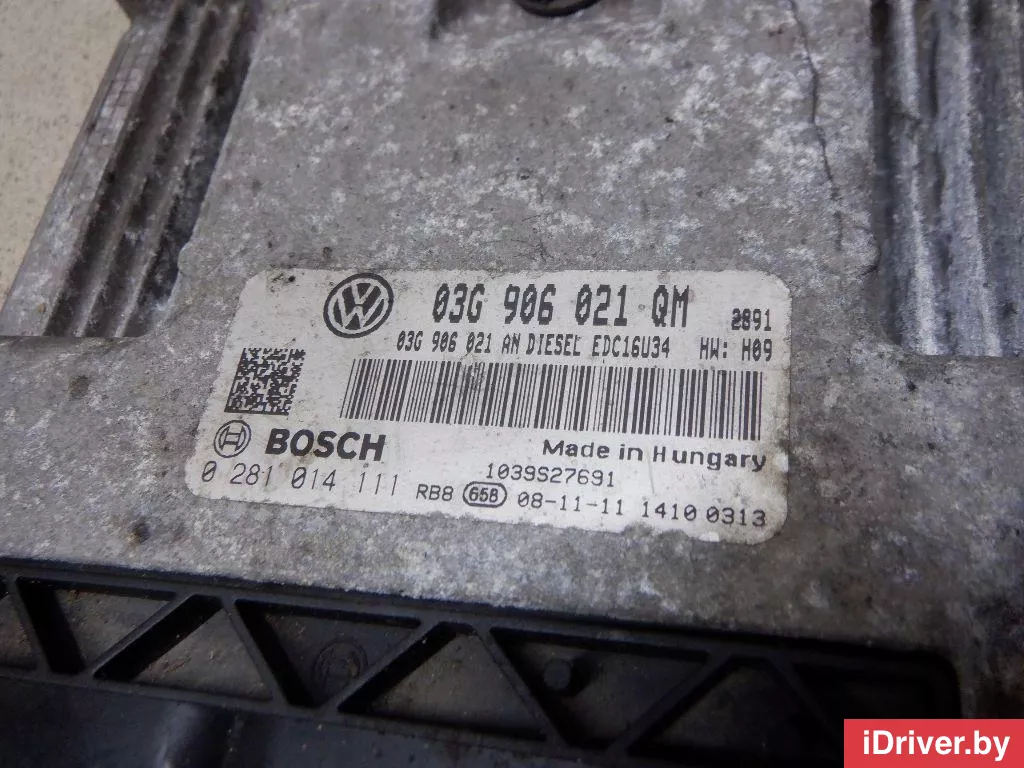 03G 906 021 QM 2891
03G 906 021 AN DIESEL EDC16U34 HW: H09
BOSCH Made in Hungary
0 281 014 111 1039S27691
RB8 658 08-11-11 1410 0313
iDriver.by